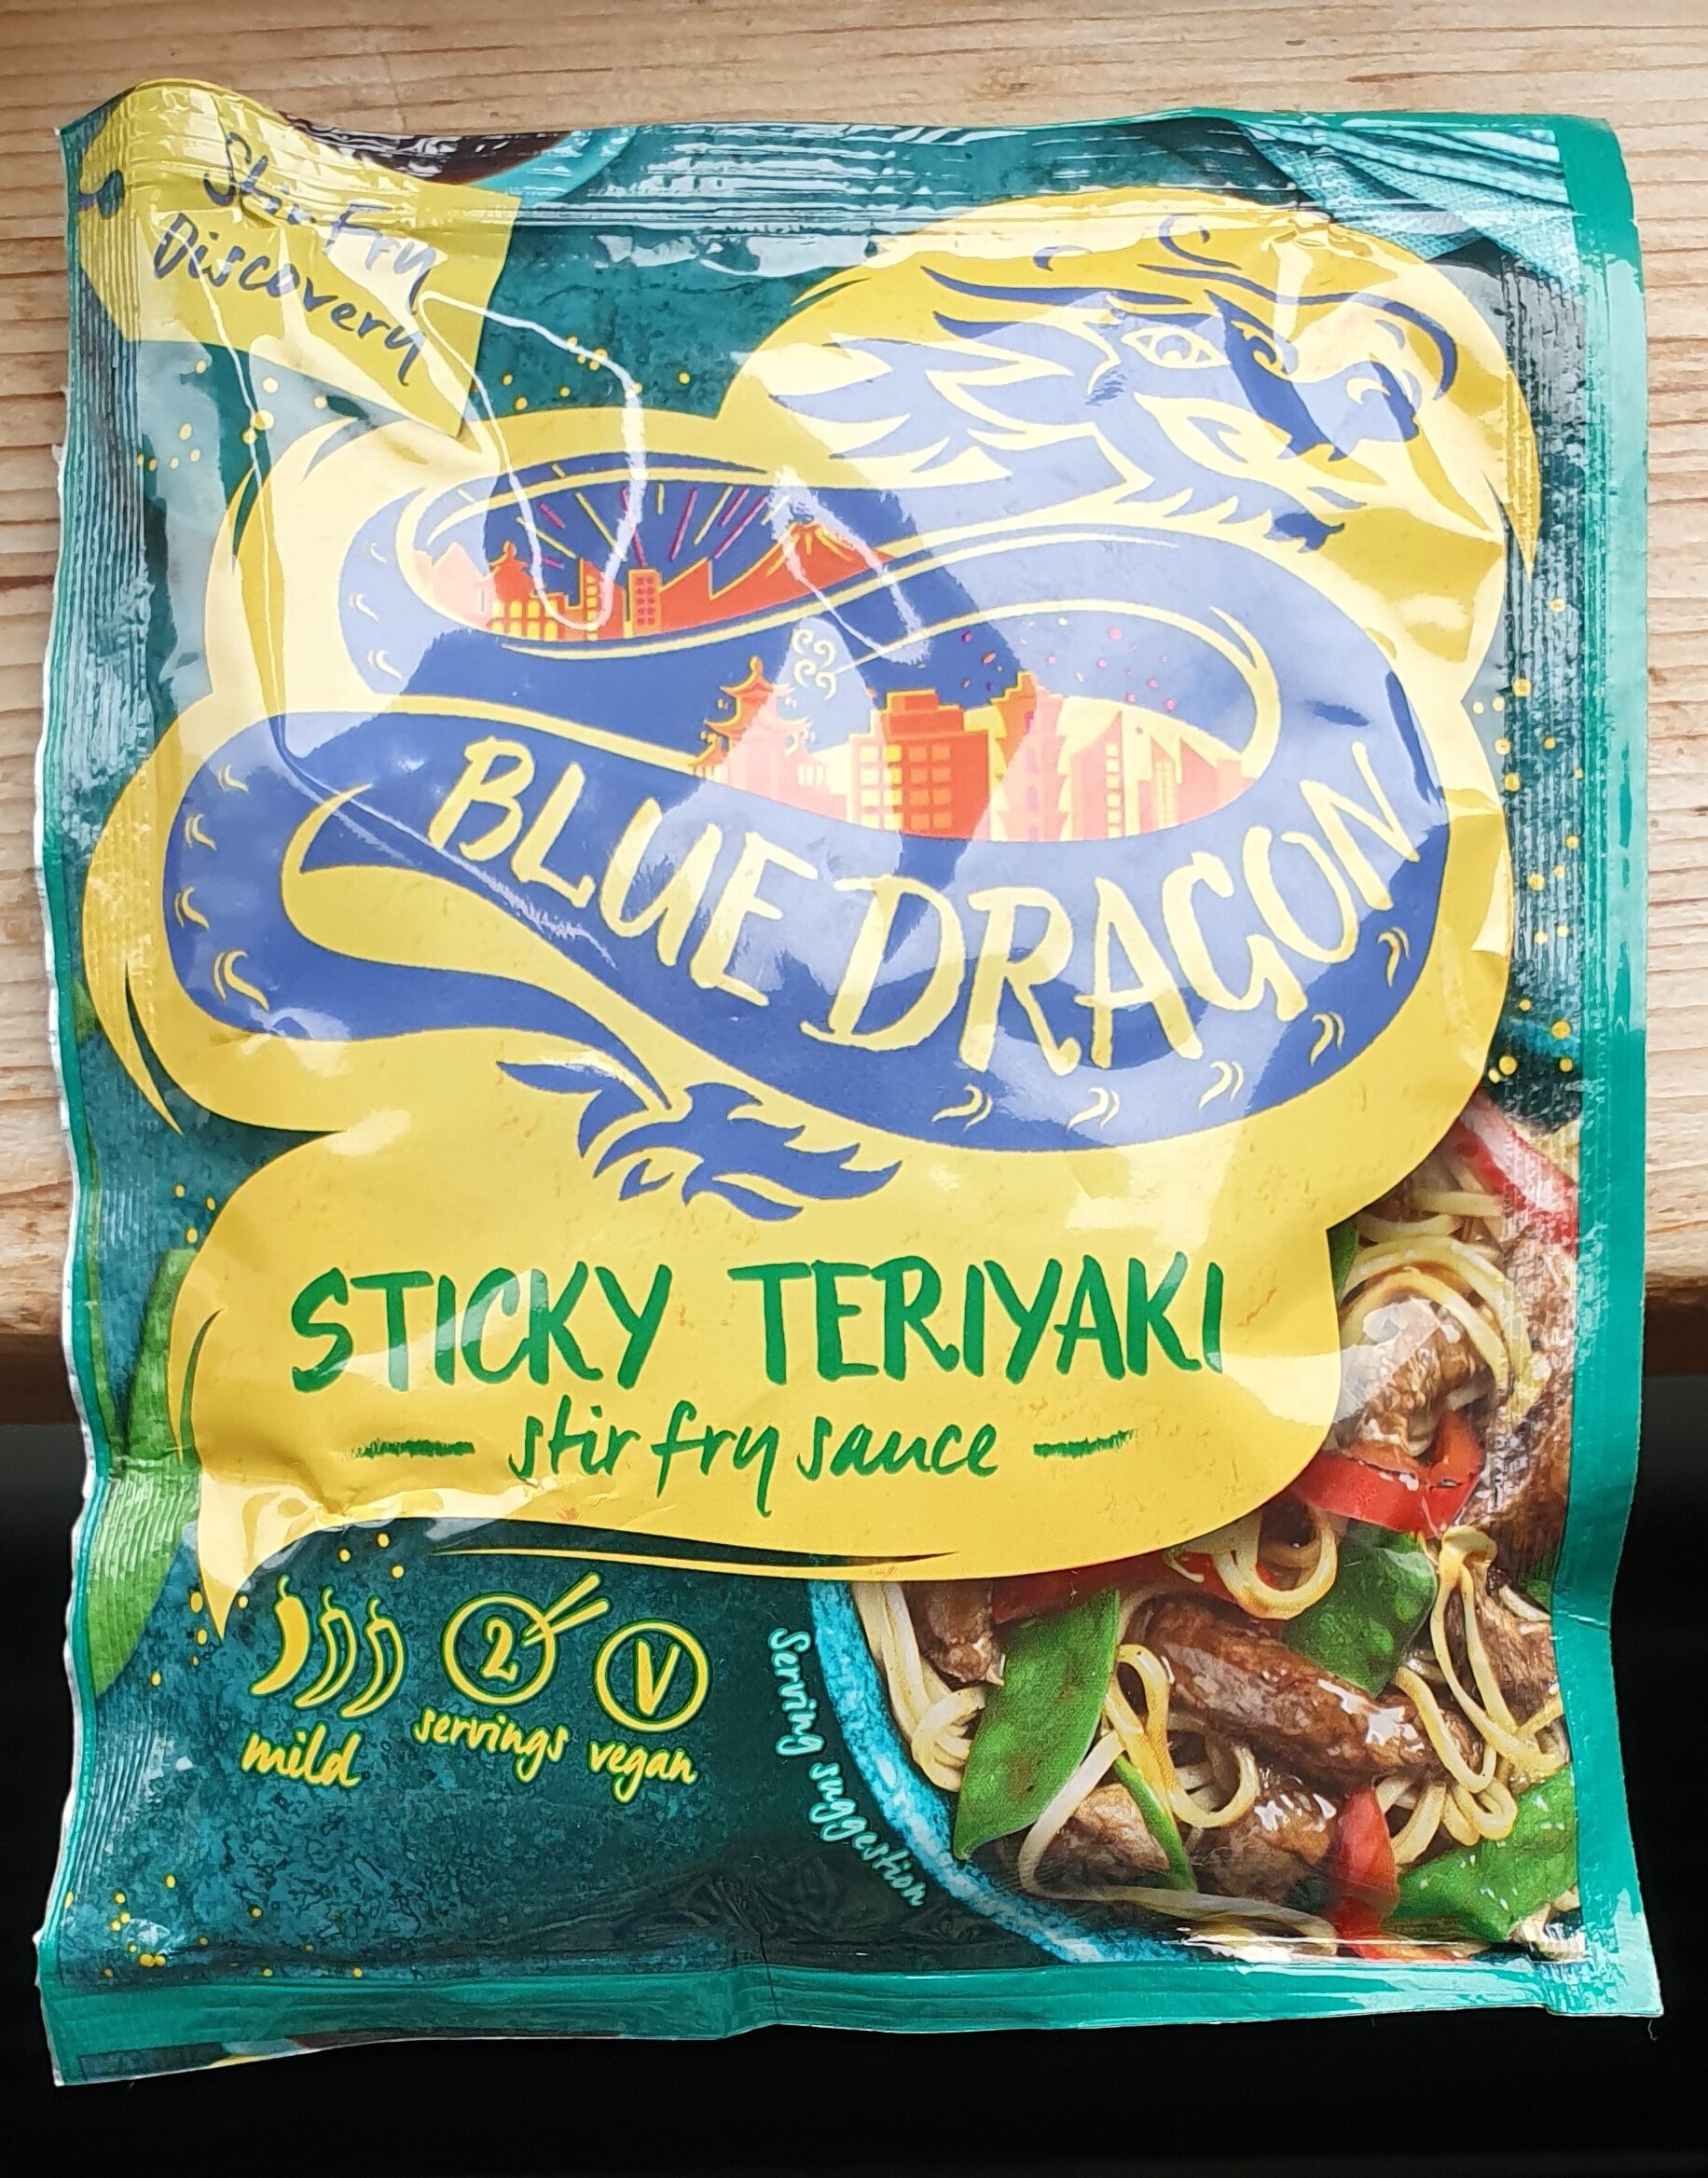 Stir Fry
Discovery
BLUE DRAGON
STICKY TERIYAKI
stir fry sauce
2
V
mild
servings
vegan
Serving suggestion